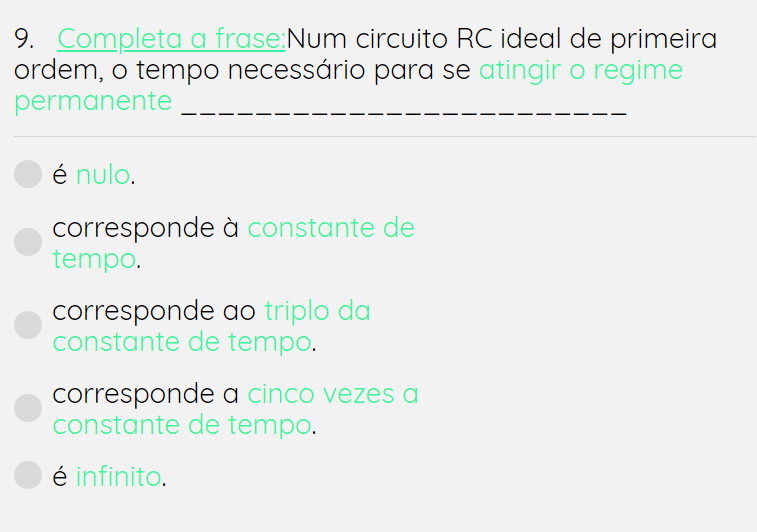 9. Completa a frase:Num circuito RC ideal de primeira
ordem, o tempo necessário para se atingir o regime
permanente ________________________
é nulo.
corresponde à constante de
tempo.
corresponde ao triplo da
constante de tempo.
corresponde a cinco vezes a
constante de tempo.
é infinito.